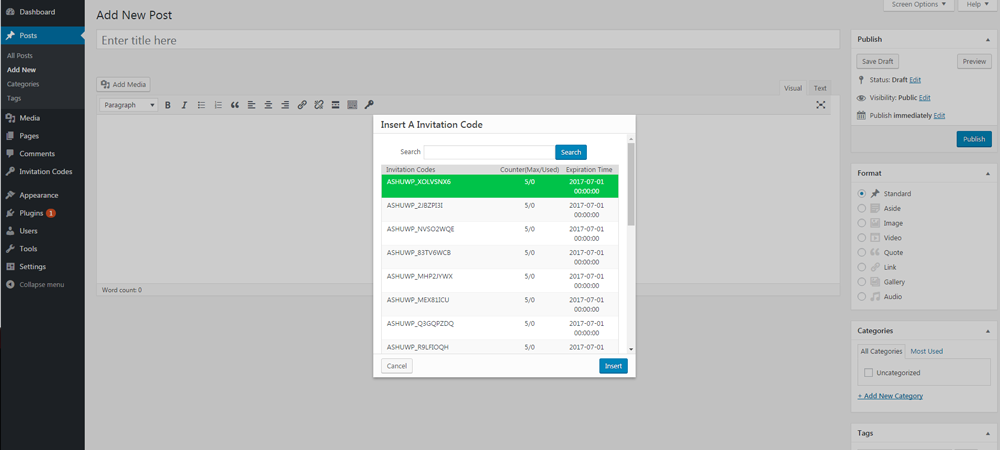 Dashboard
Posts
All Posts
Add New
Categories
Tags
Media
Pages
Comments
Invitation Codes
Appearance
Plugins 1
Users
Tools
Settings
Collapse menu
Screen Options
Help
Add New Post
Enter title here
Add Media
Visual
Text
Paragraph
B I
Word count: 0
Insert A Invitation Code
Search
Search
Invitation Codes Counter(Max/Used) Expiration Time
ASHUWP_XOLVSNX6 5/0 2017-07-01
00:00:00
ASHUWP_2JBZPI3I 5/0 2017-07-01
00:00:00
ASHUWP_NVSO2WQE 5/0 2017-07-01
00:00:00
ASHUWP_83TV6WCB 5/0 2017-07-01
00:00:00
ASHUWP_MHP2JYWX 5/0 2017-07-01
00:00:00
ASHUWP_MEX81ICU 5/0 2017-07-01
00:00:00
ASHUWP_Q3GQPZDQ 5/0 2017-07-01
00:00:00
ASHUWP_R9LFIOQH 5/0 2017-07-01
Cancel
Insert
Publish
Save Draft
Preview
Status: Draft Edit
Visibility: Public Edit
Publish immediately Edit
Publish
Format
Standard
Aside
Image
Video
Quote
Link
Gallery
Audio
Categories
All Categories
Most Used
Uncategorized
+ Add New Category
Tags